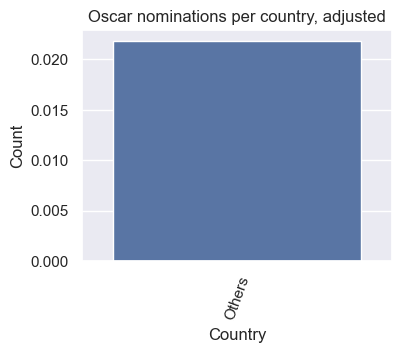 Oscar nominations per country, adjusted
0.020
0.015
0.010
0.005
0.000
Count
Others
Country